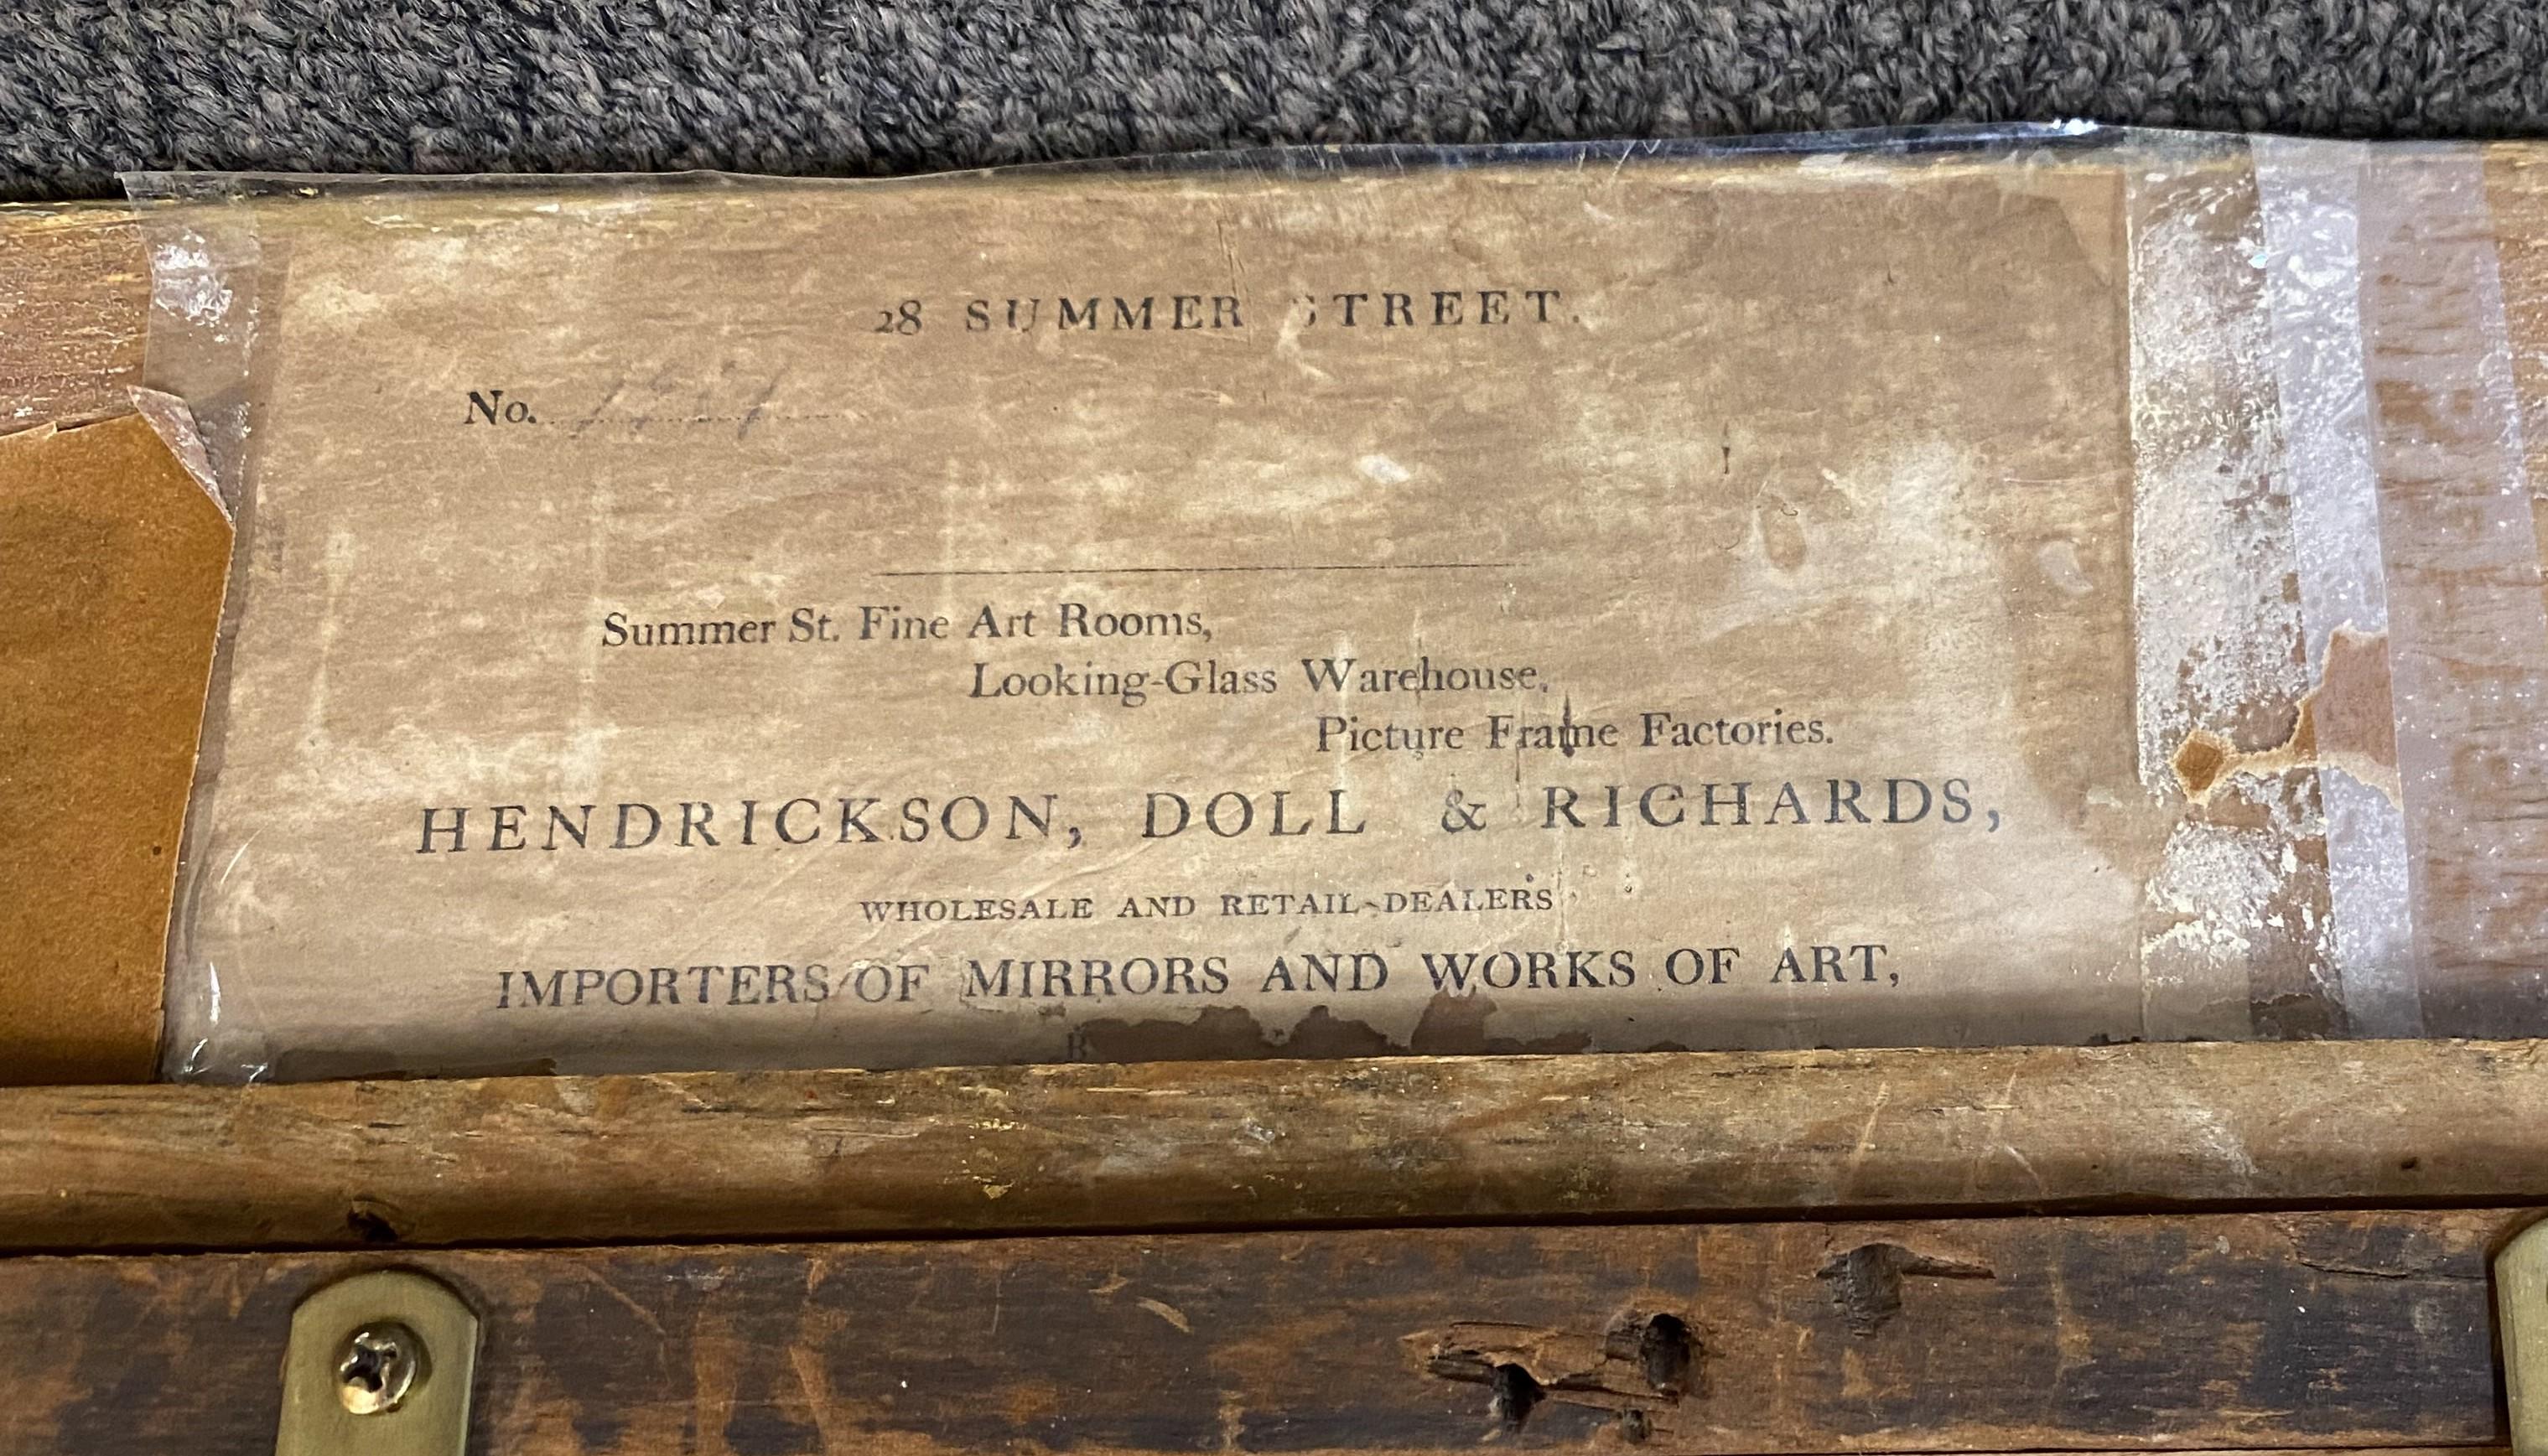 28 SUMMER STREET.
No.
Summer St. Fine Art Rooms,
Looking-Glass Warehouse,
Picture Frame Factories.
HENDRICKSON, DOLL & RICHARDS,
WHOLESALE AND RETAIL DEALERS
IMPORTERS OF MIRRORS AND WORKS OF ART,